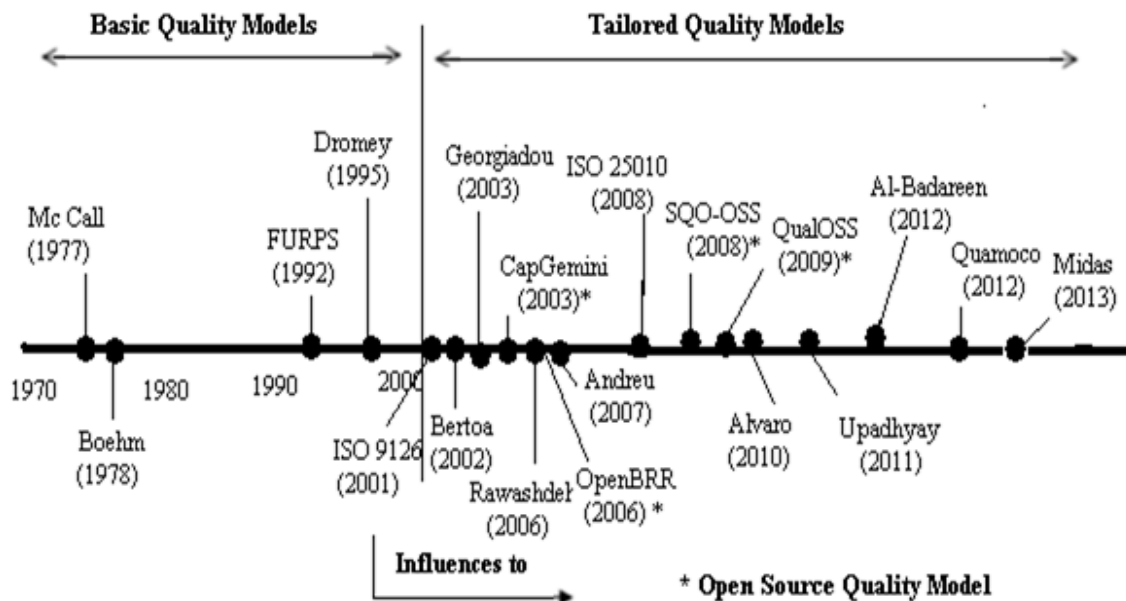 Basic Quality Models
Tailored Quality Models
Dromey
(1995)
Georgiadou
(2003)
ISO 25010
(2008)
Al-Badareen
(2012)
Mc Call
(1977)
FURPS
(1992)
CapGemini
(2003)*
SQO-OSS
(2008)*
QualOSS
(2009)*
Quamoco
(2012)
Midas
(2013)
1970
1980
1990
2000
Boehm
(1978)
ISO 9126
(2001)
Bertoa
(2002)
Rawashdeh
(2006)
OpenBRR
(2006) *
Andreu
(2007)
Alvaro
(2010)
Upadhyay
(2011)
Influences to
* Open Source Quality Model